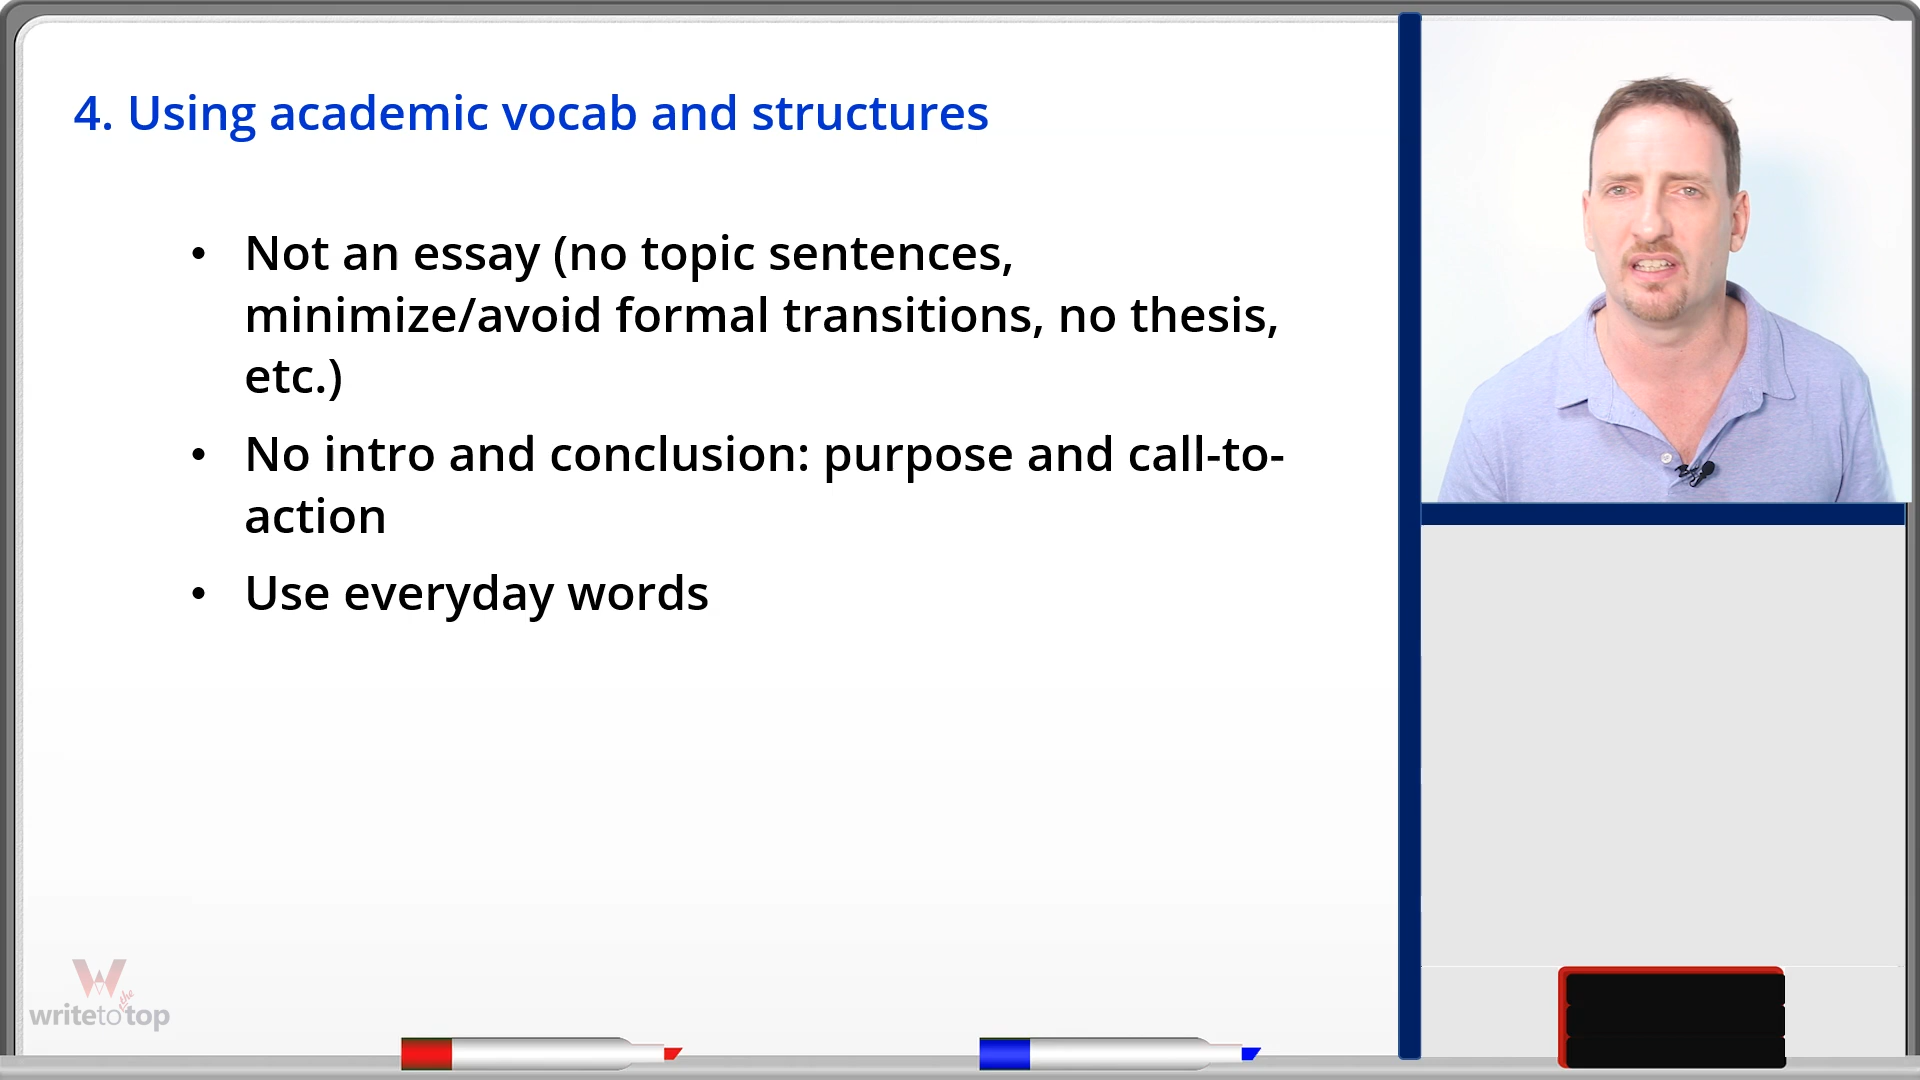 4. Using academic vocab and structures
• Not an essay (no topic sentences,
minimize/avoid formal transitions, no thesis,
etc.)
• No intro and conclusion: purpose and call-to-
action
• Use everyday words
W
writetothetop